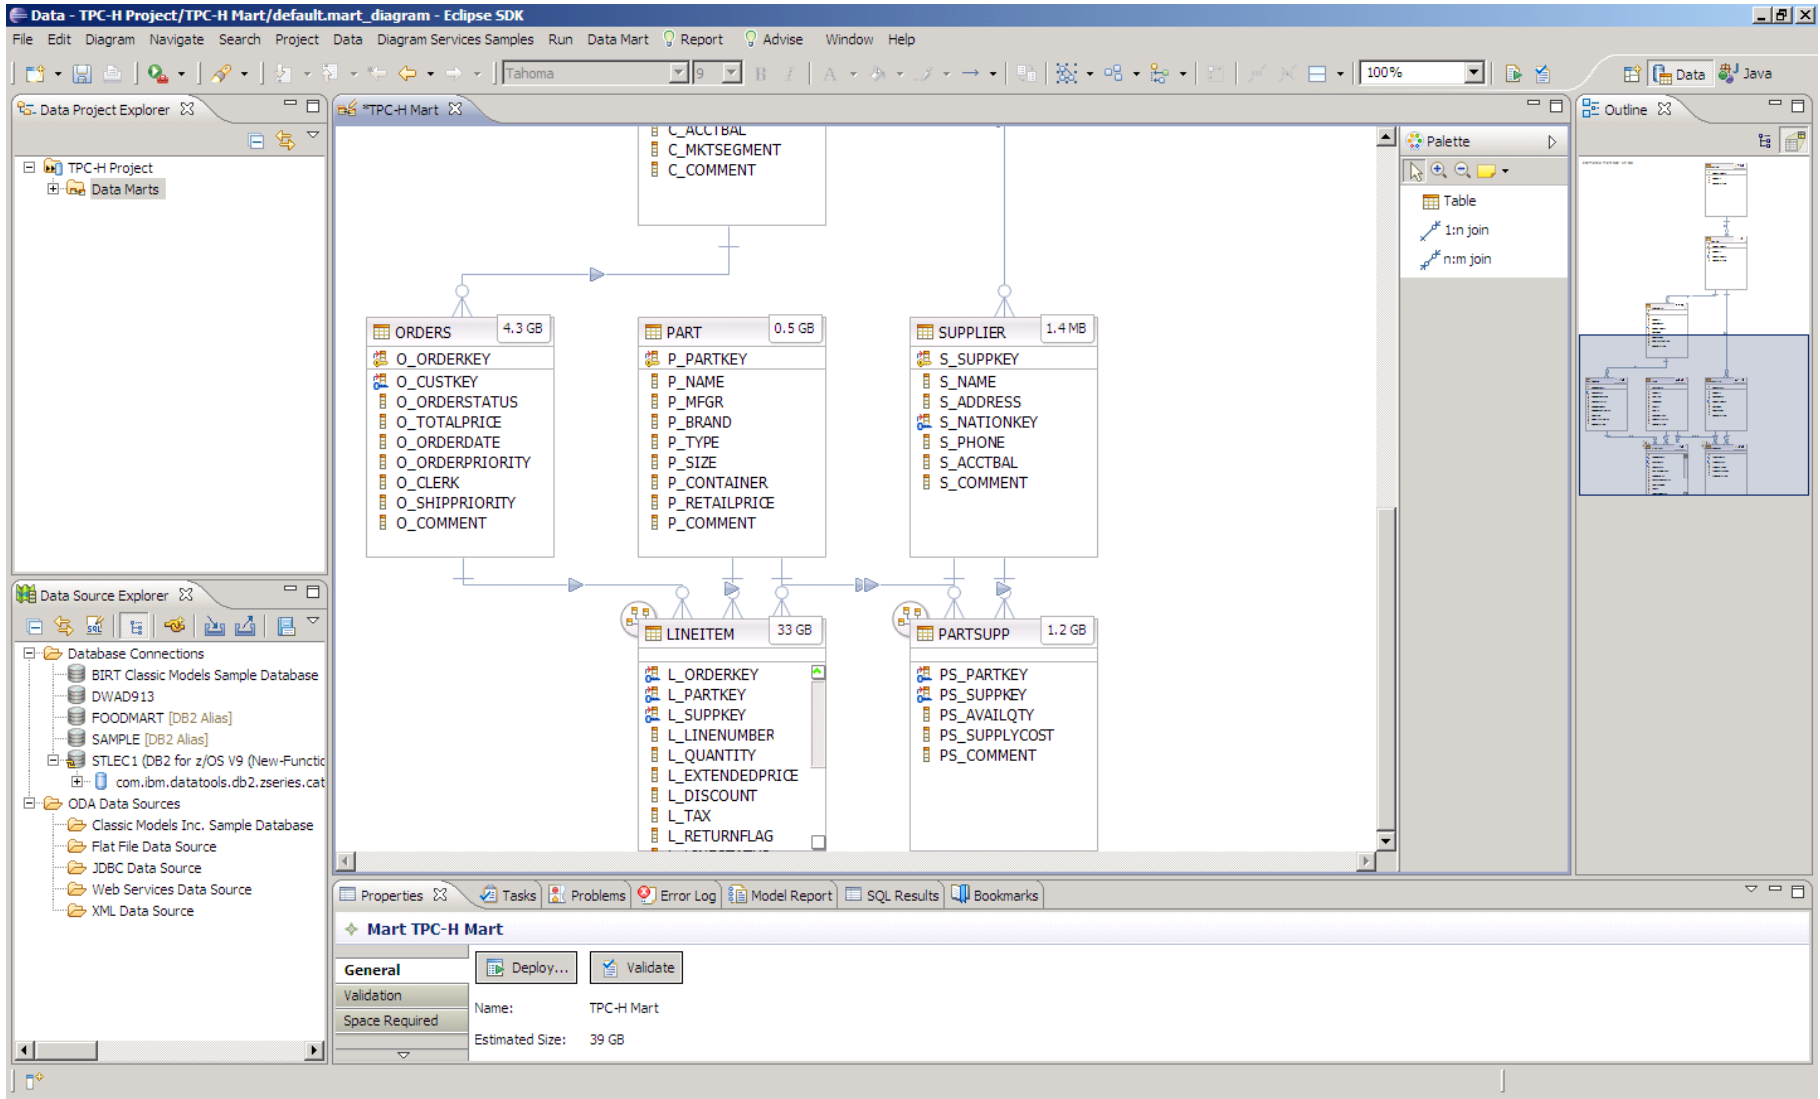 Data - TPC-H Project/TPC-H Mart/default.mart_diagram - Eclipse SDK
File Edit Diagram Navigate Search Project Data Diagram Services Samples Run Data Mart Report Advise Window Help
Tahoma 9 B I A 100% Data Java
Data Project Explorer
TPC-H Project
Data Marts
*TPC-H Mart
C_ACCTBAL
C_MKTSEGMENT
C_COMMENT
ORDERS 4.3 GB
O_ORDERKEY
O_CUSTKEY
O_ORDERSTATUS
O_TOTALPRICE
O_ORDERDATE
O_ORDERPRIORITY
O_CLERK
O_SHIPPRIORITY
O_COMMENT
PART 0.5 GB
P_PARTKEY
P_NAME
P_MFGR
P_BRAND
P_TYPE
P_SIZE
P_CONTAINER
P_RETAILPRICE
P_COMMENT
SUPPLIER 1.4 MB
S_SUPPKEY
S_NAME
S_ADDRESS
S_NATIONKEY
S_PHONE
S_ACCTBAL
S_COMMENT
LINEITEM 33 GB
L_ORDERKEY
L_PARTKEY
L_SUPPKEY
L_LINENUMBER
L_QUANTITY
L_EXTENDEDPRICE
L_DISCOUNT
L_TAX
L_RETURNFLAG
PARTSUPP 1.2 GB
PS_PARTKEY
PS_SUPPKEY
PS_AVAILQTY
PS_SUPPLYCOST
PS_COMMENT
Palette
Table
1:n join
n:m join
Outline
Data Source Explorer
SQL
Database Connections
BIRT Classic Models Sample Database
DWAD913
FOODMART [DB2 Alias]
SAMPLE [DB2 Alias]
STLEC1 (DB2 for z/OS V9 (New-Functic
com.ibm.datatools.db2.zseries.cat
ODA Data Sources
Classic Models Inc. Sample Database
Flat File Data Source
JDBC Data Source
Web Services Data Source
XML Data Source
Properties Tasks Problems Error Log Model Report SQL Results Bookmarks
Mart TPC-H Mart
General
Validation
Space Required
Deploy... Validate
Name: TPC-H Mart
Estimated Size: 39 GB